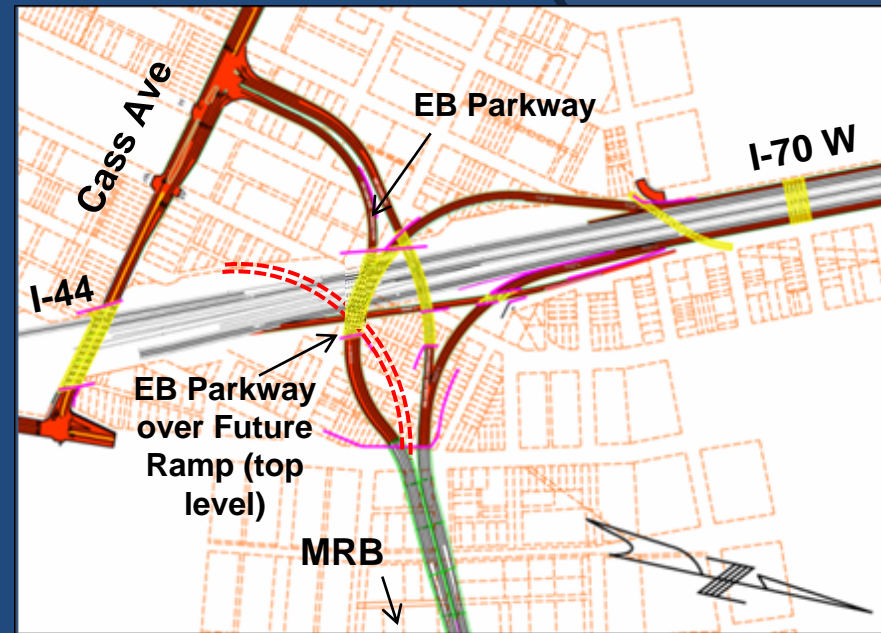 EB Parkway
Cass Ave
I-70 W
I-44
EB Parkway
over Future
Ramp (top
level)
MRB